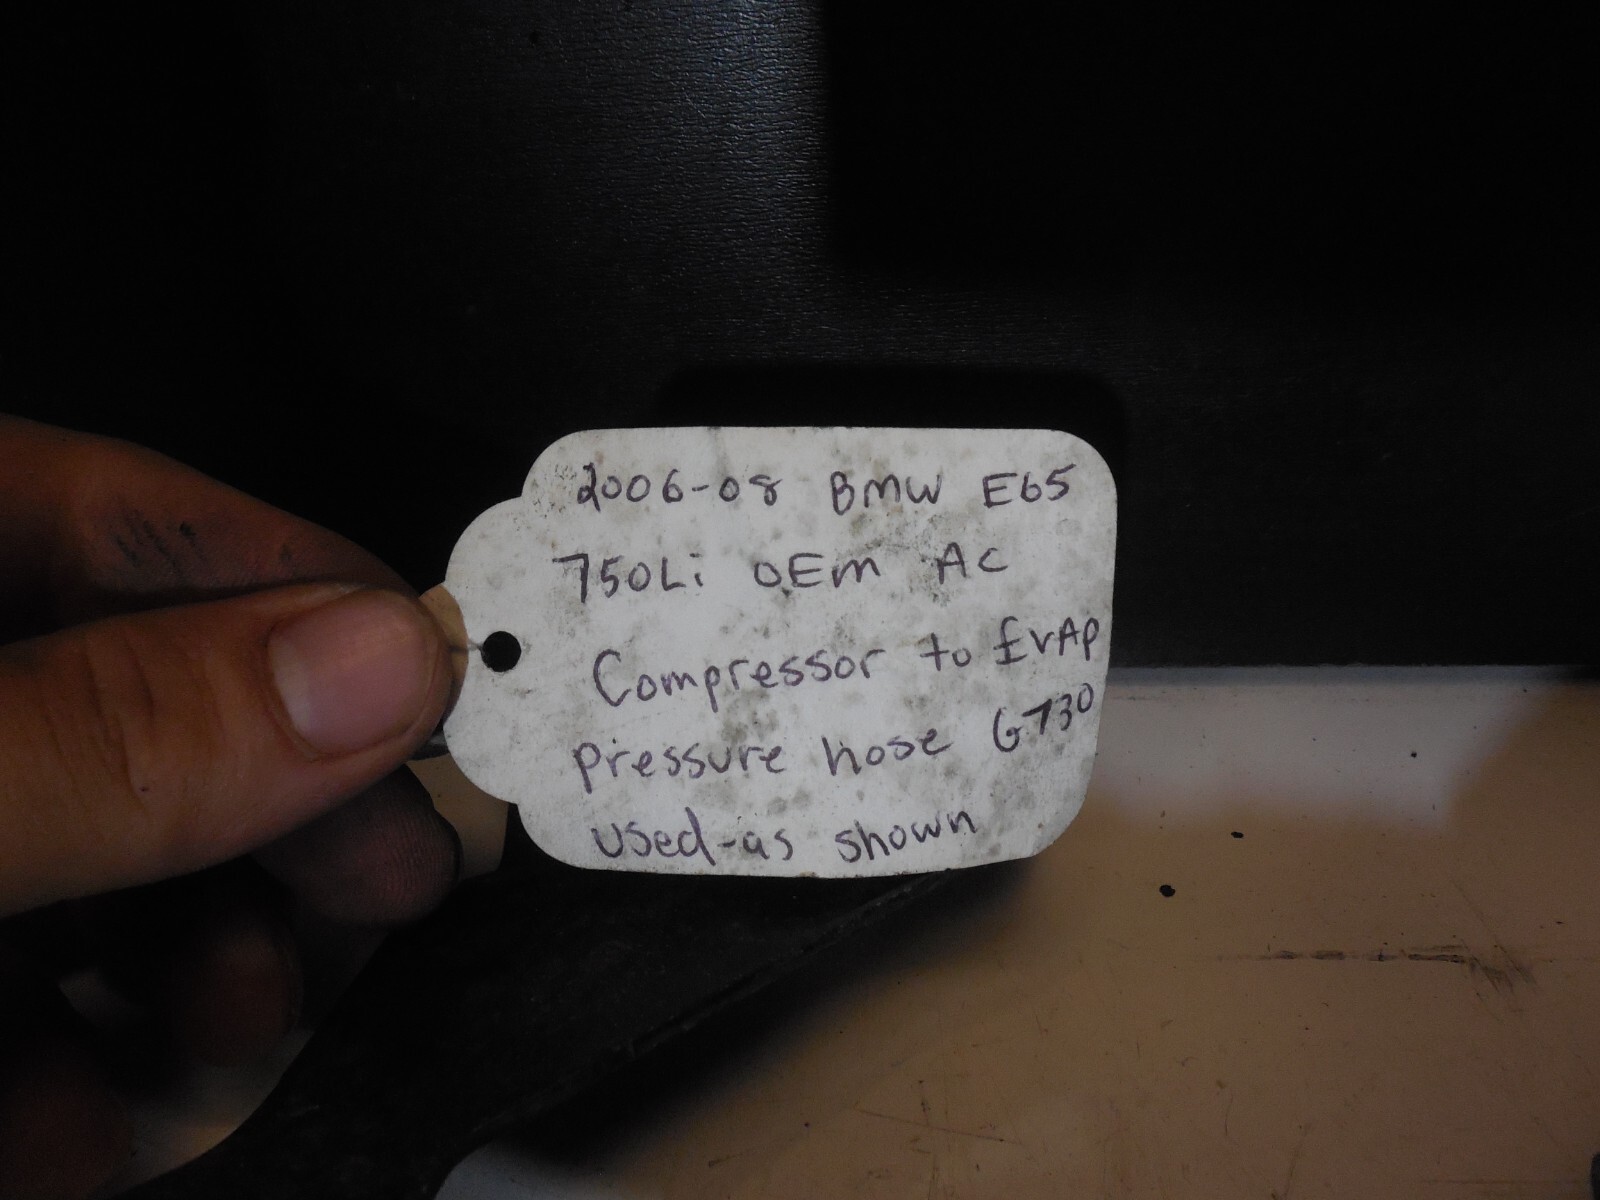 2006-08 BMW E65
750Li OEM AC
Compressor to EVAP
pressure hose G730
used-as shown